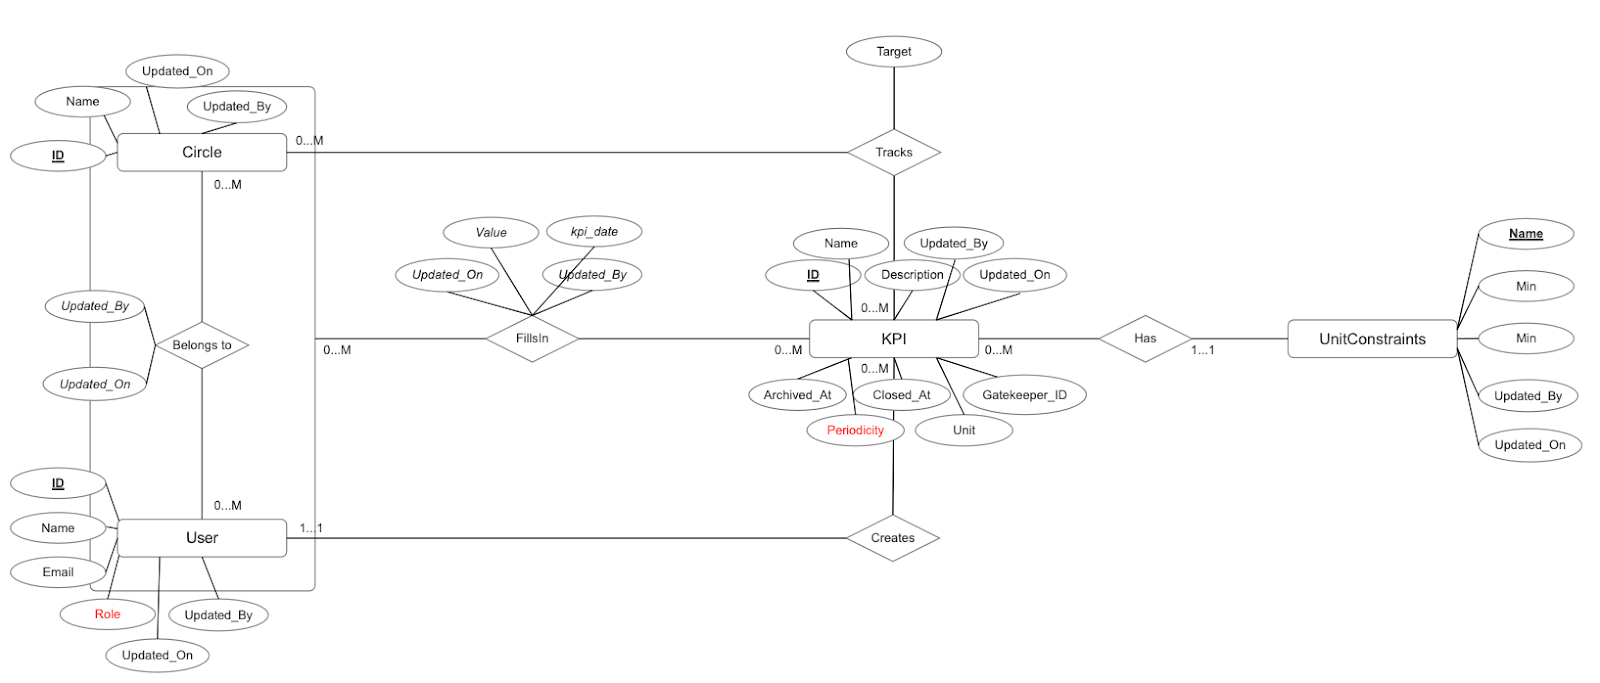 Target
Updated_On
Name
Updated_By
0...M
Circle
Tracks
ID
0...M
Value
kpi_date
Name
Updated_By
Name
Updated_On
Updated_By
ID
Description
Updated_On
Min
Updated_By
0...M
Belongs to
FillsIn
KPI
Has
UnitConstraints
Min
0...M
0...M
0...M
1...1
0...M
Updated_On
Archived_At
Closed_At
Gatekeeper_ID
Updated_By
Periodicity
Unit
Updated_On
ID
0...M
Name
1...1
User
Creates
Email
Role
Updated_By
Updated_On